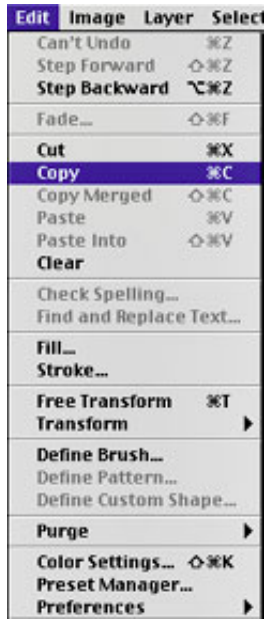 Edit Image Layer Select
Can't Undo ⌘Z
Step Forward ⇧⌘Z
Step Backward ⌥⌘Z
Fade... ⇧⌘F
Cut ⌘X
Copy ⌘C
Copy Merged ⇧⌘C
Paste ⌘V
Paste Into ⇧⌘V
Clear
Check Spelling...
Find and Replace Text...
Fill...
Stroke...
Free Transform ⌘T
Transform ▶
Define Brush...
Define Pattern...
Define Custom Shape...
Purge ▶
Color Settings... ⇧⌘K
Preset Manager...
Preferences ▶